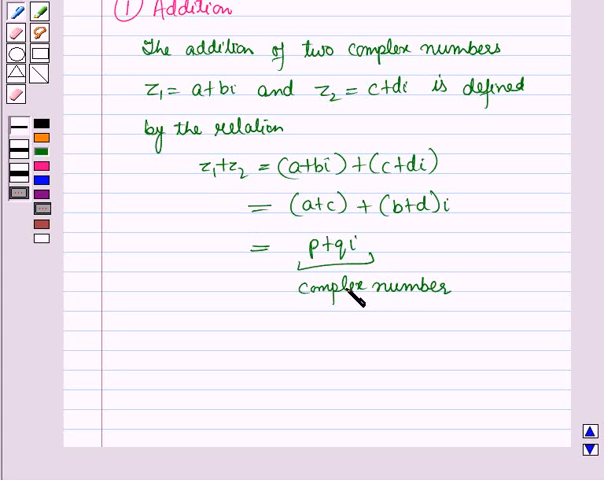 ① Addition
The addition of two complex numbers
z₁ = a+bi and z₂ = c+di is defined
by the relation
z₁+z₂ = (a+bi) + (c+di)
= (a+c) + (b+d)i
= p+qi
complex number